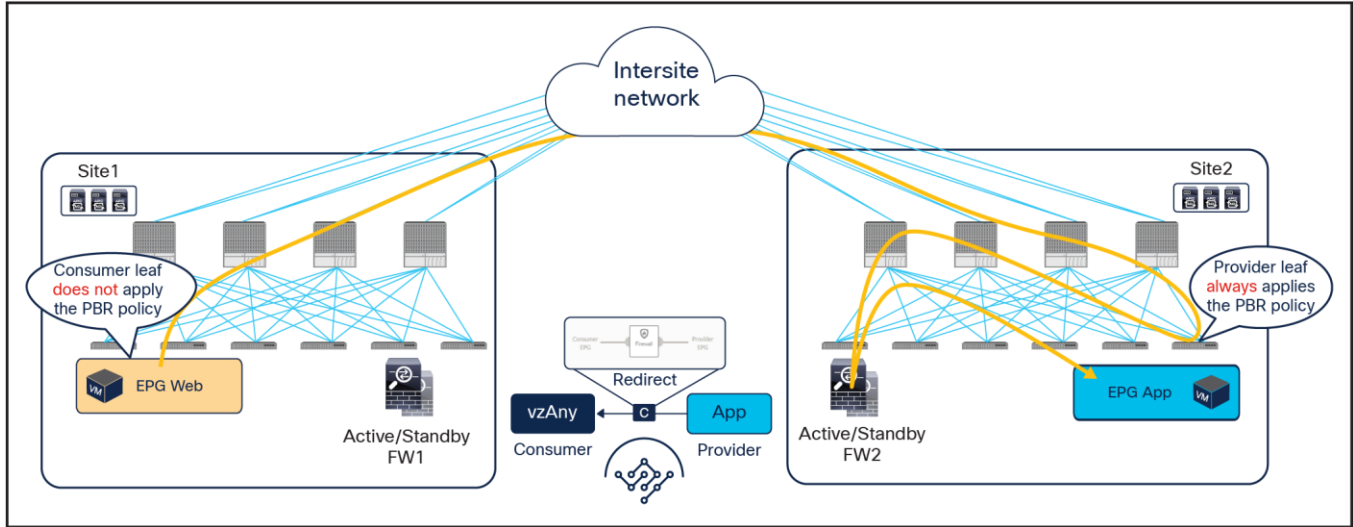 Intersite
network
Site1
Site2
Consumer leaf
does not apply
the PBR policy
Provider leaf
always applies
the PBR policy
VM
EPG Web
Active/Standby
FW1
Consumer
EPG
Firewall
Provider
EPG
Redirect
vzAny
C
App
Consumer
Provider
Active/Standby
FW2
EPG App
VM